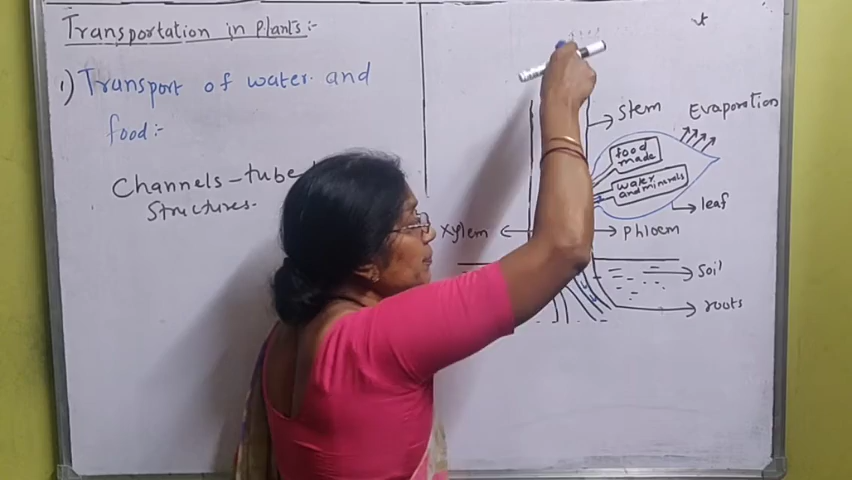 Transportation in Plants:-
1) Transport of water and
food:-
Channels - tube
Structures.
Stem
Evaporation
food
made
water
and minerals
leaf
Xylem
Phloem
Soil
roots